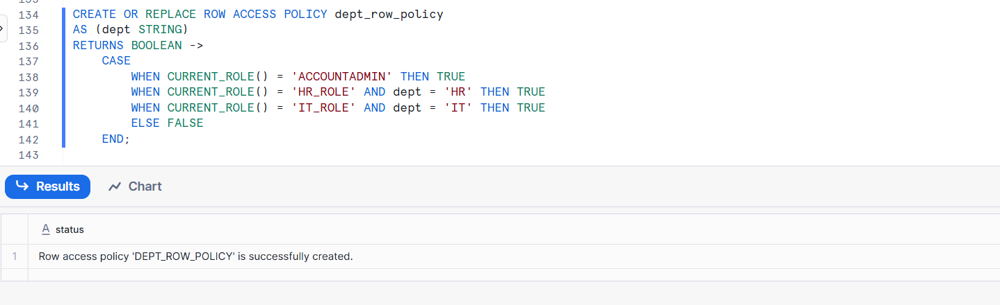 134 CREATE OR REPLACE ROW ACCESS POLICY dept_row_policy
135 AS (dept STRING)
136 RETURNS BOOLEAN ->
137 CASE
138 WHEN CURRENT_ROLE() = 'ACCOUNTADMIN' THEN TRUE
139 WHEN CURRENT_ROLE() = 'HR_ROLE' AND dept = 'HR' THEN TRUE
140 WHEN CURRENT_ROLE() = 'IT_ROLE' AND dept = 'IT' THEN TRUE
141 ELSE FALSE
142 END;
143
Results Chart
A status
1 Row access policy 'DEPT_ROW_POLICY' is successfully created.